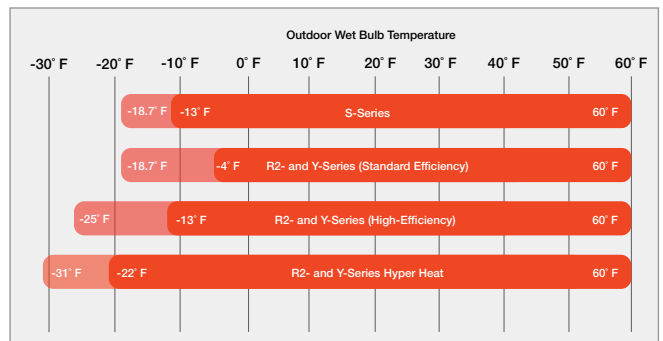 Outdoor Wet Bulb Temperature
-30° F -20° F -10° F 0° F 10° F 20° F 30° F 40° F 50° F 60° F
-18.7° F -13° F S-Series 60° F
-18.7° F -4° F R2- and Y-Series (Standard Efficiency) 60° F
-25° F -13° F R2- and Y-Series (High-Efficiency) 60° F
-31° F -22° F R2- and Y-Series Hyper Heat 60° F